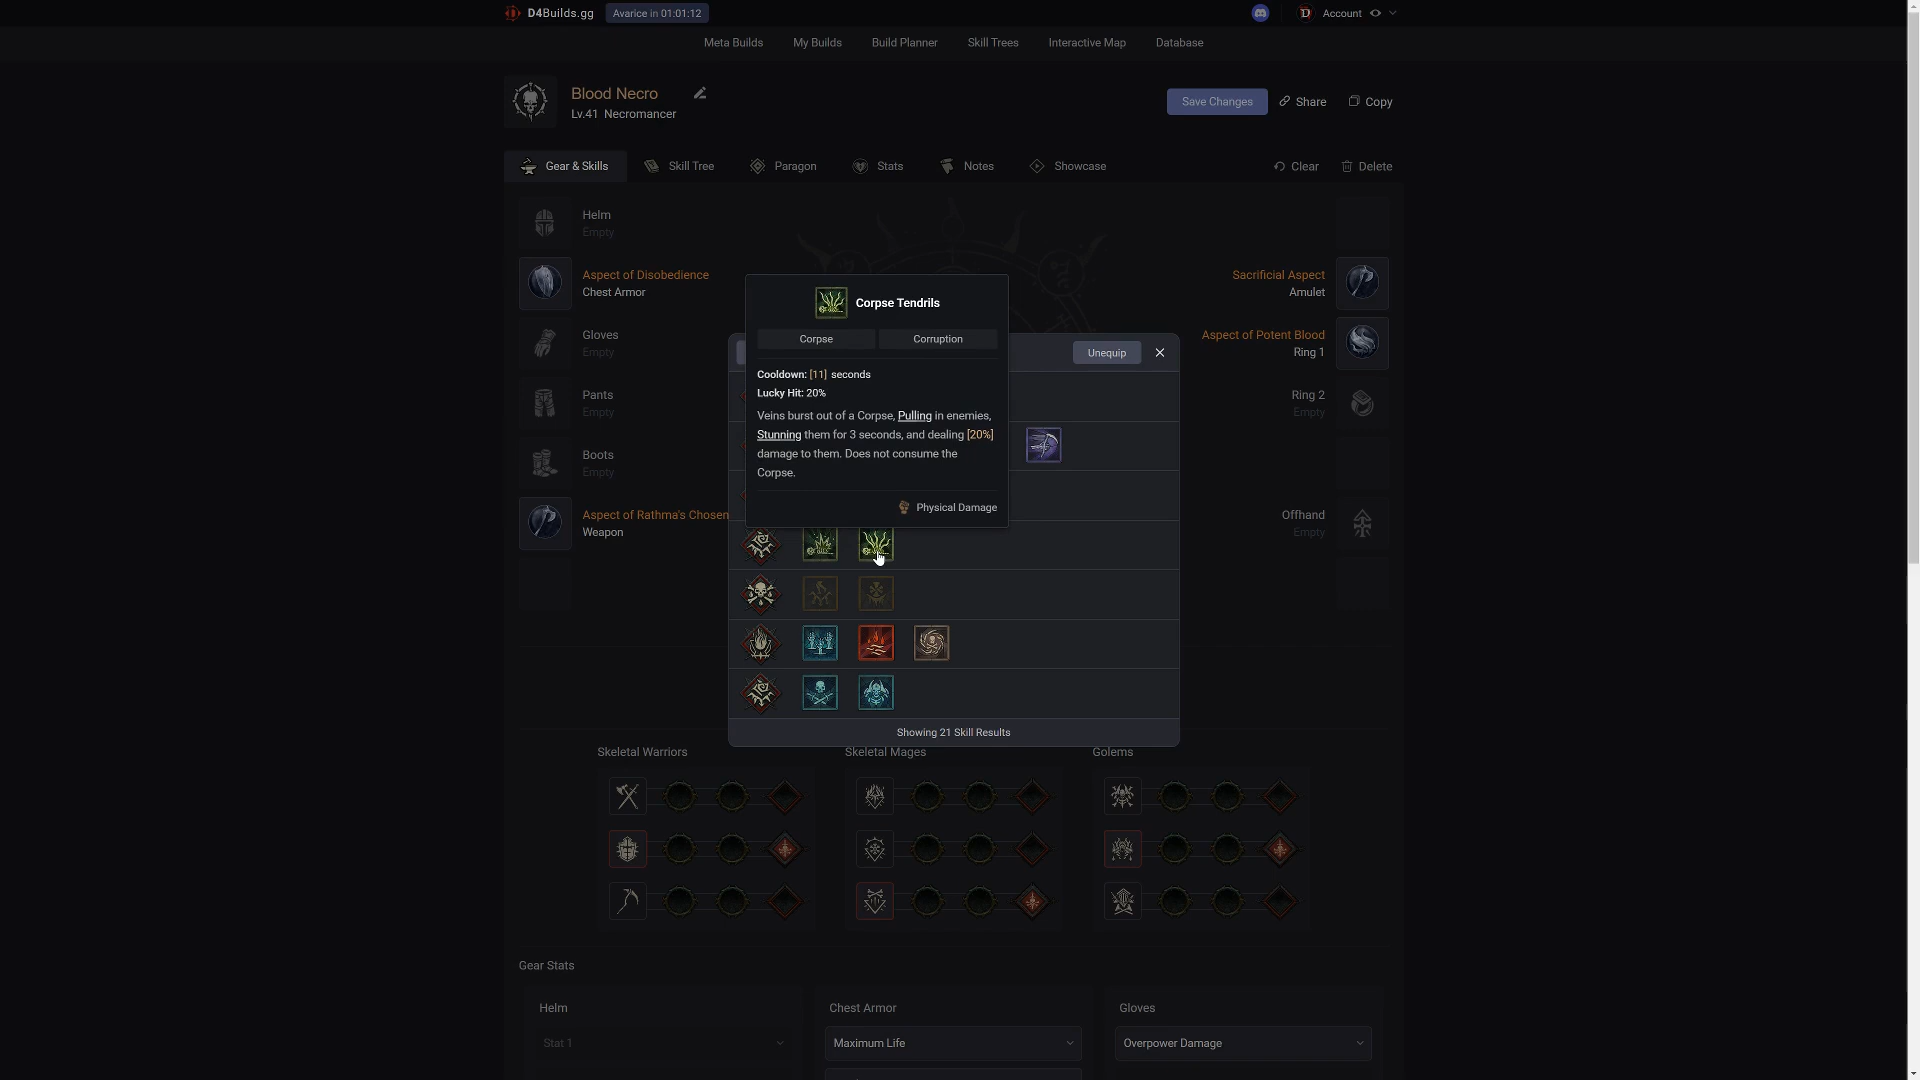 D4Builds.gg
Avarice in 01:01:12
Account
Meta Builds
My Builds
Build Planner
Skill Trees
Interactive Map
Database
Blood Necro
Lv.41 Necromancer
Save Changes
Share
Copy
Gear & Skills
Skill Tree
Paragon
Stats
Notes
Showcase
Clear
Delete
Helm
Empty
Aspect of Disobedience
Chest Armor
Gloves
Empty
Pants
Empty
Boots
Empty
Aspect of Rathma's Chosen
Weapon
Sacrificial Aspect
Amulet
Aspect of Potent Blood
Ring 1
Ring 2
Empty
Offhand
Empty
Unequip
Corpse Tendrils
Corpse
Corruption
Cooldown: [11] seconds
Lucky Hit: 20%
Veins burst out of a Corpse, Pulling in enemies,
Stunning them for 3 seconds, and dealing [20%]
damage to them. Does not consume the
Corpse.
Physical Damage
Showing 21 Skill Results
Skeletal Warriors
Skeletal Mages
Golems
Gear Stats
Helm
Stat 1
Chest Armor
Maximum Life
Gloves
Overpower Damage